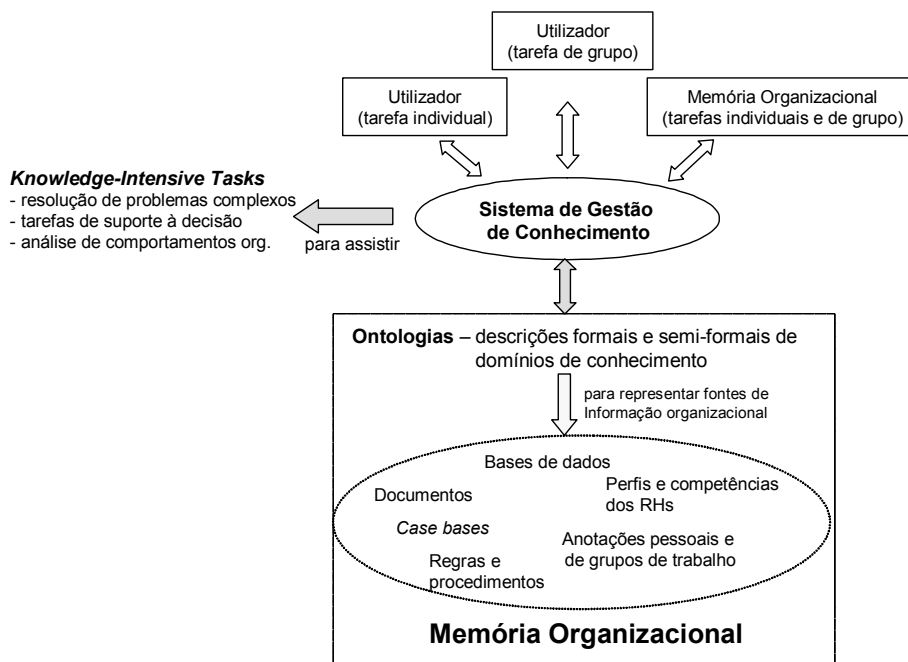 Utilizador
(tarefa de grupo)
Utilizador
(tarefa individual)
Memória Organizacional
(tarefas individuais e de grupo)
Knowledge-Intensive Tasks
- resolução de problemas complexos
- tarefas de suporte à decisão
- análise de comportamentos org.
para assistir
Sistema de Gestão
de Conhecimento
Ontologias – descrições formais e semi-formais de
domínios de conhecimento
para representar fontes de
Informação organizacional
Bases de dados
Perfis e competências
dos RHs
Documentos
Case bases
Anotações pessoais e
de grupos de trabalho
Regras e
procedimentos
Memória Organizacional